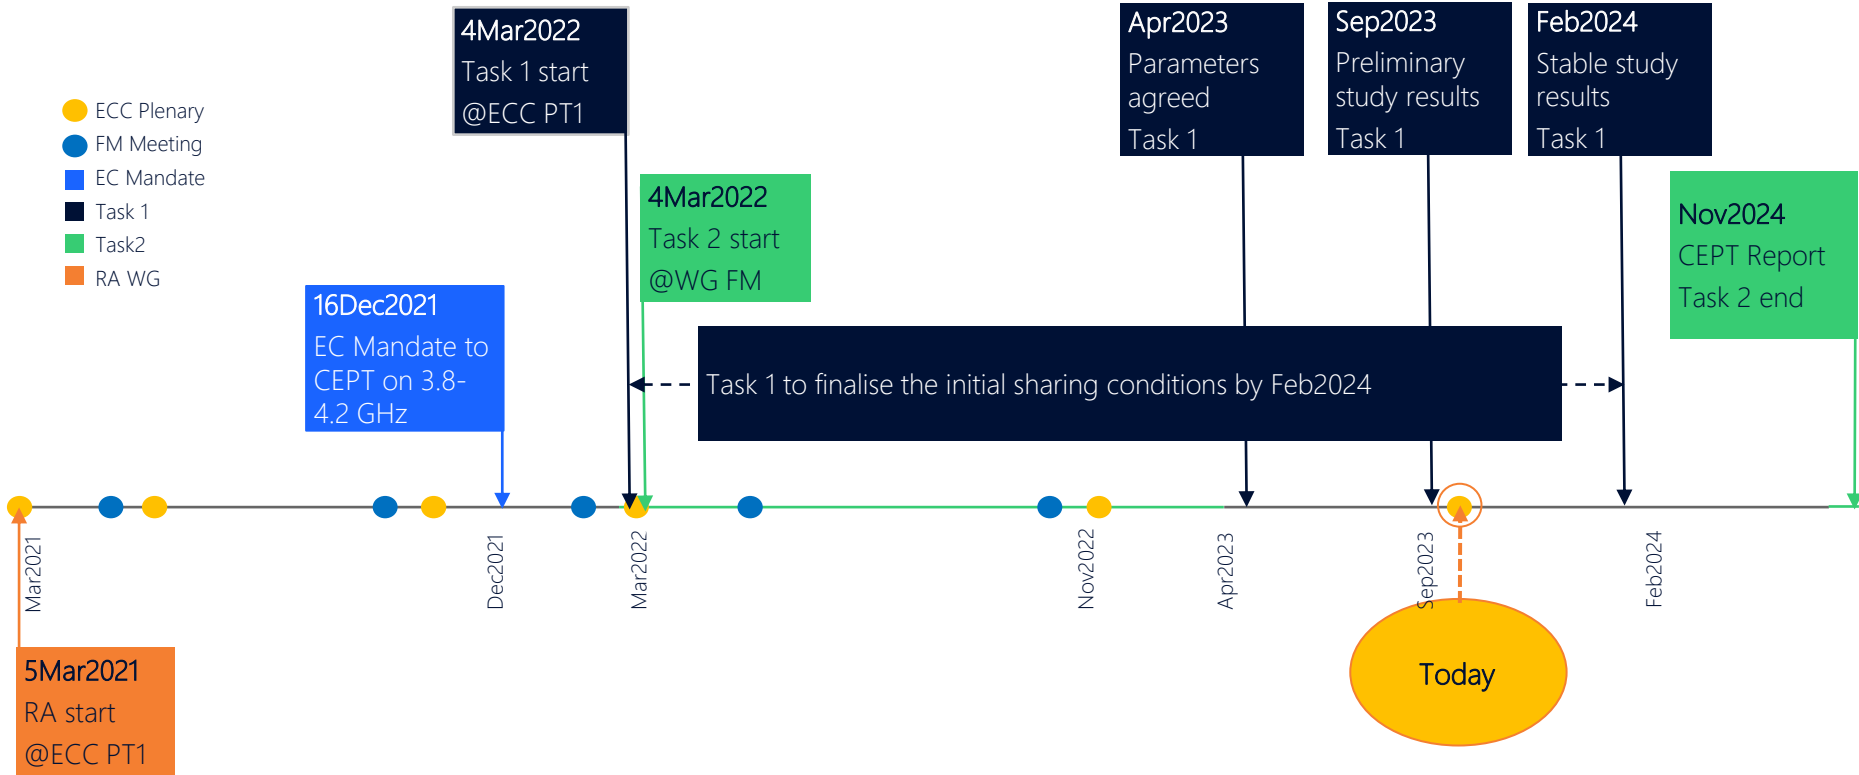 4Mar2022
Task 1 start
@ECC PT1
Apr2023
Parameters
agreed
Task 1
Sep2023
Preliminary
study results
Task 1
Feb2024
Stable study
results
Task 1
ECC Plenary
FM Meeting
EC Mandate
Task 1
Task2
RA WG
4Mar2022
Task 2 start
@WG FM
Nov2024
CEPT Report
Task 2 end
16Dec2021
EC Mandate to
CEPT on 3.8-
4.2 GHz
Task 1 to finalise the initial sharing conditions by Feb2024
Mar2021
Dec2021
Mar2022
Nov2022
Apr2023
Sep2023
Feb2024
5Mar2021
RA start
@ECC PT1
Today